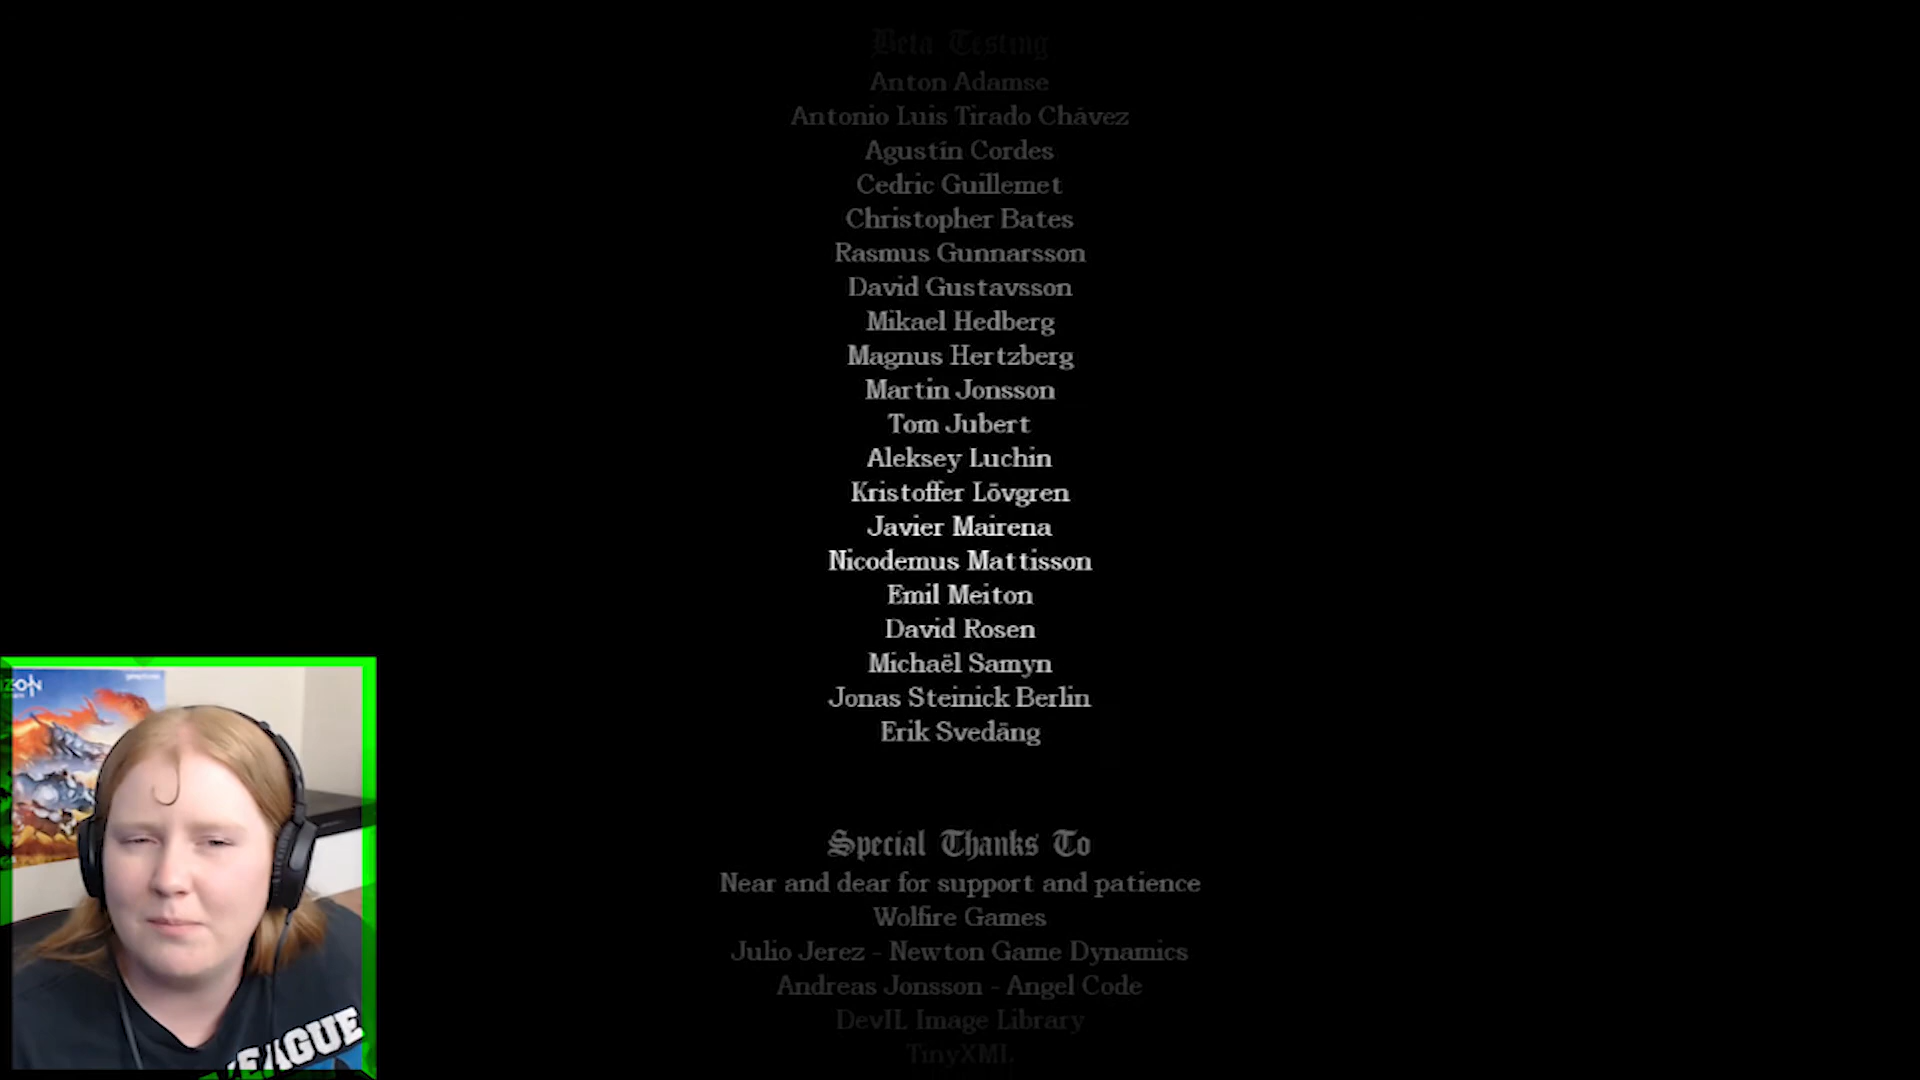 Beta Testing
Anton Adamse
Antonio Luis Tirado Chávez
Agustín Cordes
Cedric Guillemet
Christopher Bates
Rasmus Gunnarsson
David Gustavsson
Mikael Hedberg
Magnus Hertzberg
Martin Jonsson
Tom Jubert
Aleksey Luchin
Kristoffer Lövgren
Javier Mairena
Nicodemus Mattisson
Emil Meiton
David Rosen
Michaël Samyn
Jonas Steinick Berlin
Erik Svedäng
Special Thanks To
Near and dear for support and patience
Wolfire Games
Julio Jerez - Newton Game Dynamics
Andreas Jonsson - Angel Code
DevIL Image Library
TinyXML
IZON
EAGUE